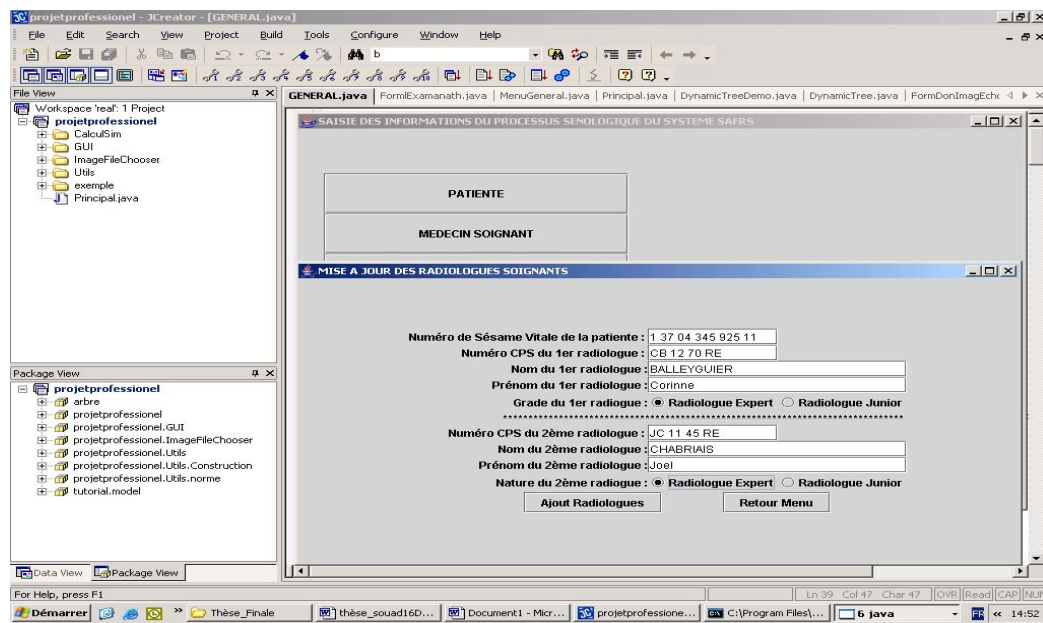 projetprofessionel - JCreator - [GENERAL.java]
File Edit Search View Project Build Tools Configure Window Help
b
File View
GENERAL.java FormlExamanath.java MenuGeneral.java Principal.java DynamicTreeDemo.java DynamicTree.java FormDonImagEchc
Workspace 'real': 1 Project
projetprofessionel
CalculSim
GUI
ImageFileChooser
Utils
exemple
Principal.java
SAISIE DES INFORMATIONS DU PROCESSUS SENOLOGIQUE DU SYSTEME SAFRS
PATIENTE
MEDECIN SOIGNANT
MISE A JOUR DES RADIOLOGUES SOIGNANTS
Numéro de Sésame Vitale de la patiente : 1 37 04 345 925 11
Numéro CPS du 1er radiologue : CB 12 70 RE
Nom du 1er radiologue : BALLEYGUIER
Prénom du 1er radiologue : Corinne
Grade du 1er radiogue : Radiologue Expert Radiologue Junior
Numéro CPS du 2ème radiologue : JC 11 45 RE
Nom du 2ème radiologue : CHABRIAIS
Prénom du 2ème radiologue : Joel
Nature du 2ème radiogue : Radiologue Expert Radiologue Junior
Ajout Radiologues Retour Menu
Package View
projetprofessionel
arbre
projetprofessionel
projetprofessionel.GUI
projetprofessionel.ImageFileChooser
projetprofessionel.Utils
projetprofessionel.Utils.Construction
projetprofessionel.Utils.norme
tutorial.model
Data View Package View
For Help, press F1
Ln 39 Col 47 Char 47 OVR Read CAP NUM
Démarrer » Thèse_Finale thèse_souad16D... Document1 - Micr... projetprofessione... C:\Program Files\... 6 java FR « 14:52